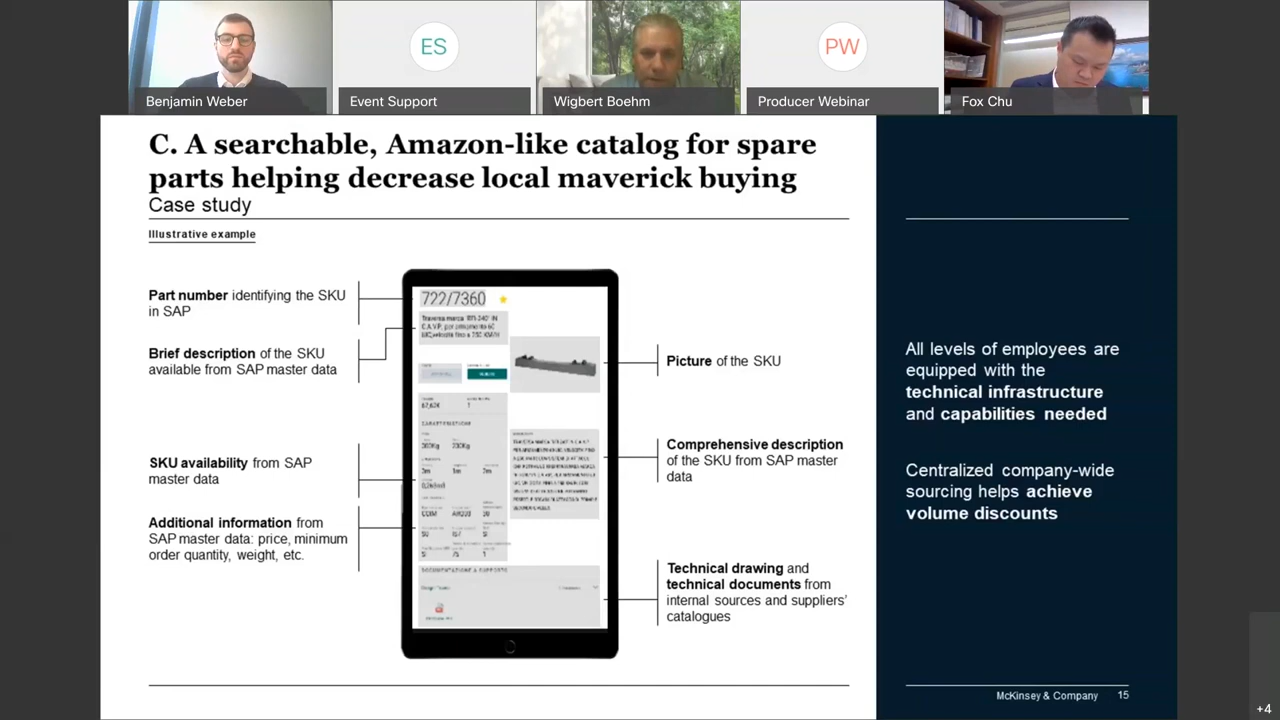 ES
PW
Benjamin Weber
Event Support
Wigbert Boehm
Producer Webinar
Fox Chu
C. A searchable, Amazon-like catalog for spare
parts helping decrease local maverick buying
Case study
Illustrative example
Part number identifying the SKU
in SAP
Brief description of the SKU
available from SAP master data
SKU availability from SAP
master data
Additional information from
SAP master data: price, minimum
order quantity, weight, etc.
722/7360
CARATTERISTICHE
DOCUMENTAZIONE A SUPPORTO
Picture of the SKU
Comprehensive description
of the SKU from SAP master
data
Technical drawing and
technical documents from
internal sources and suppliers'
catalogues
All levels of employees are
equipped with the
technical infrastructure
and capabilities needed
Centralized company-wide
sourcing helps achieve
volume discounts
McKinsey & Company 15
+4